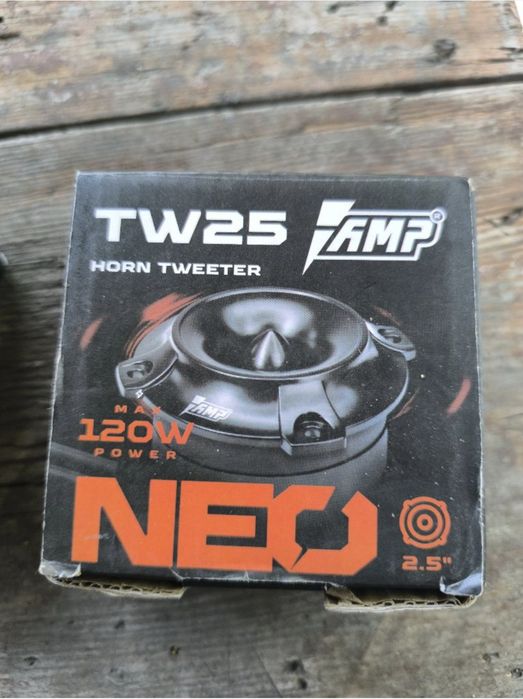 TW25
AMP®
HORN TWEETER
AMP
MAX
120W
POWER
NEO
2.5"